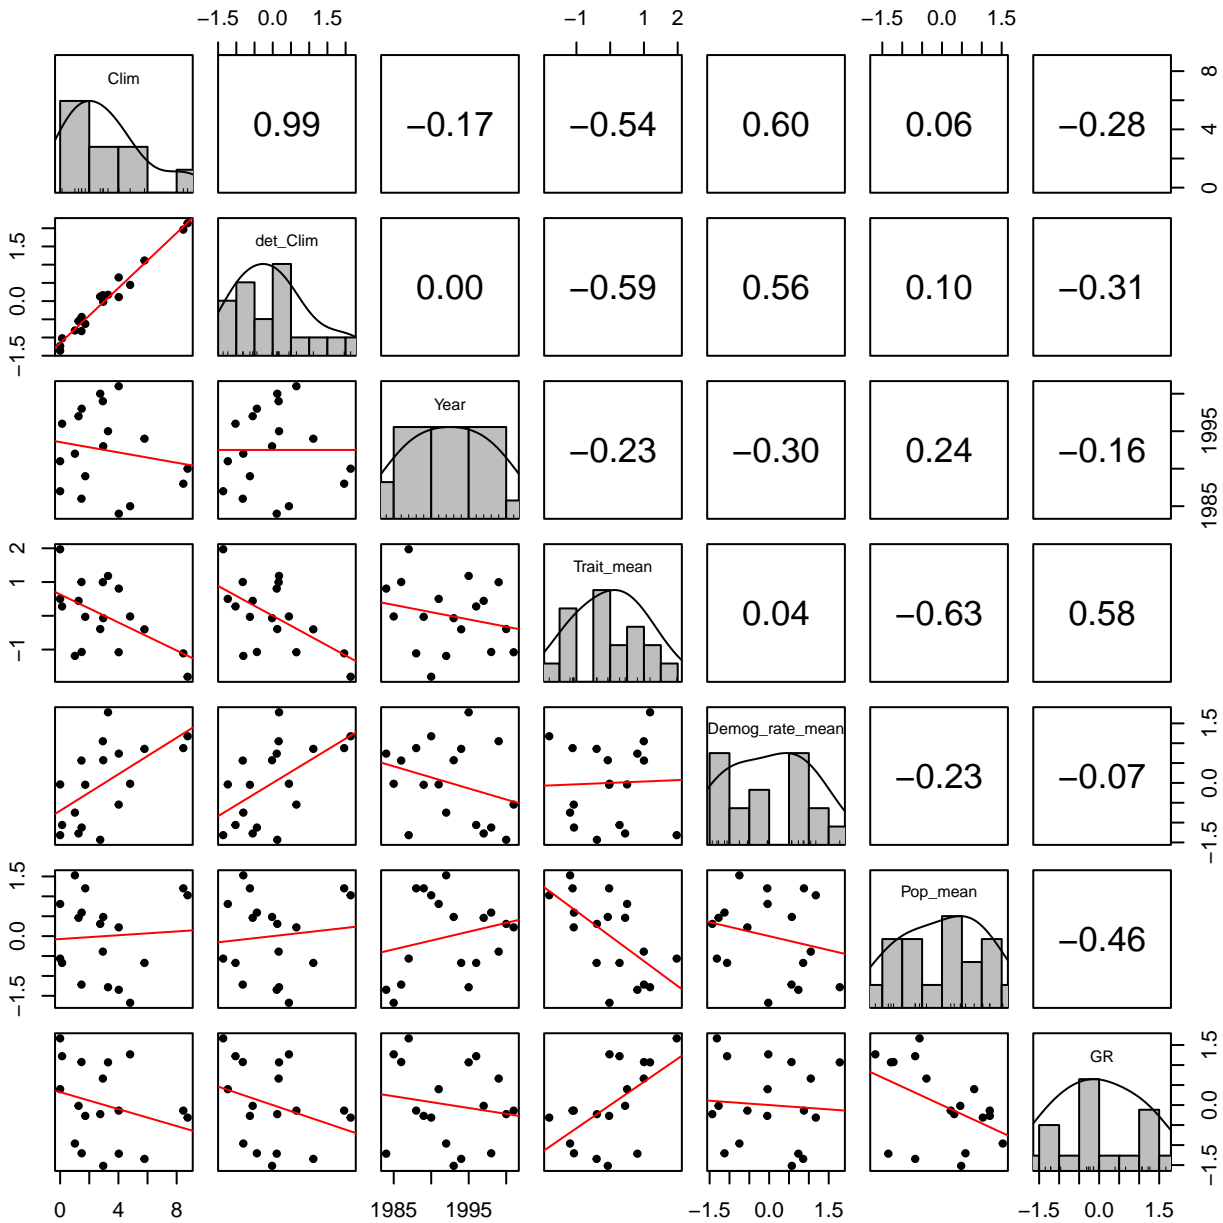 −1.5 0.0 1.5 −1 1 2 −1.5 0.0 1.5
Clim 0.99 −0.17 −0.54 0.60 0.06 −0.28 0 4 8
−1.5 0.0 1.5 det_Clim 0.00 −0.59 0.56 0.10 −0.31
Year −0.23 −0.30 0.24 −0.16 1985 1995
−1 1 2 Trait_mean 0.04 −0.63 0.58
Demog_rate_mean −0.23 −0.07 −1.5 0.0 1.5
−1.5 0.0 1.5 Pop_mean −0.46
GR −1.5 0.0 1.5
0 4 8 1985 1995 −1.5 0.0 1.5 −1.5 0.0 1.5